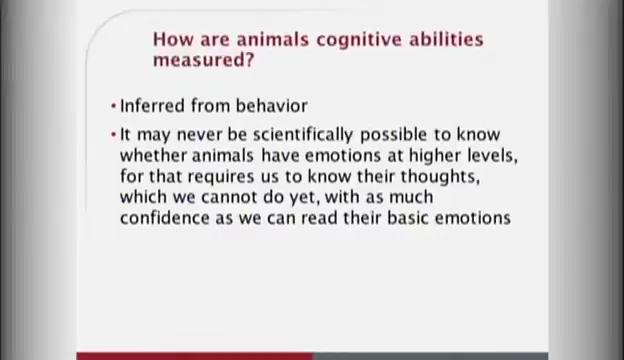 How are animals cognitive abilities
measured?
• Inferred from behavior
• It may never be scientifically possible to know
whether animals have emotions at higher levels,
for that requires us to know their thoughts,
which we cannot do yet, with as much
confidence as we can read their basic emotions